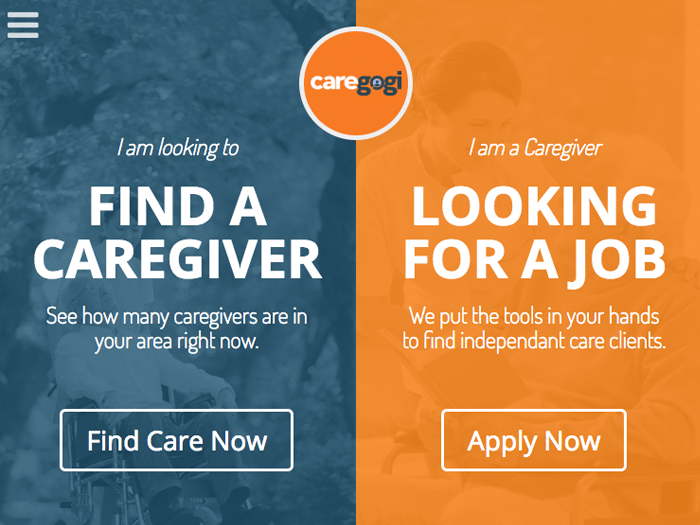 caregogi
I am looking to
FIND A
CAREGIVER
See how many caregivers are in
your area right now.
Find Care Now
I am a Caregiver
LOOKING
FOR A JOB
We put the tools in your hands
to find independant care clients.
Apply Now